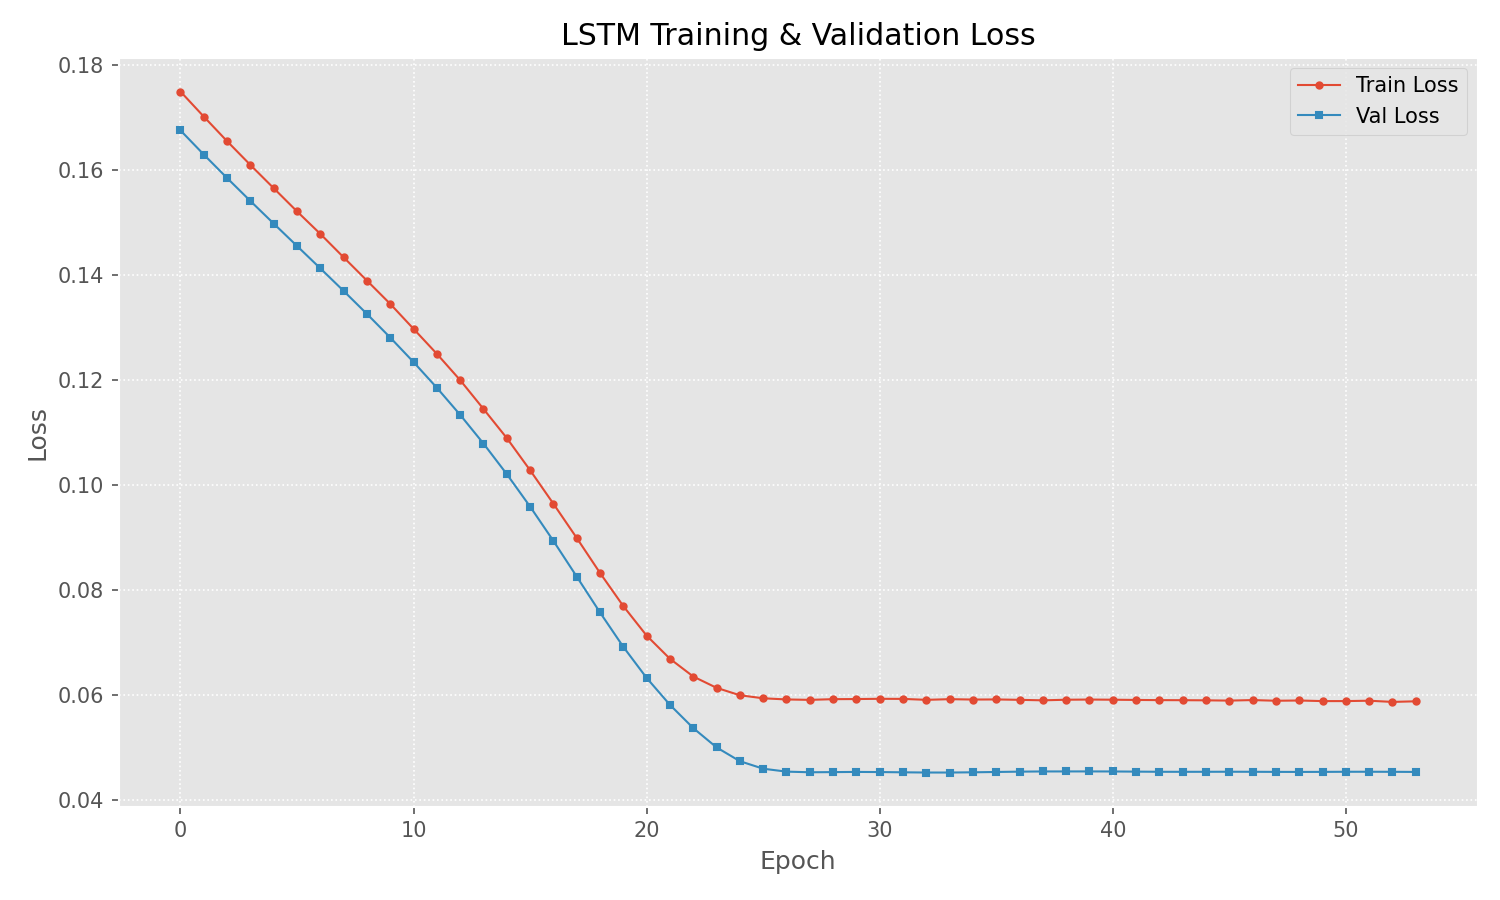 LSTM Training & Validation Loss
Train Loss
Val Loss
Loss
0.18
0.16
0.14
0.12
0.10
0.08
0.06
0.04
0 10 20 30 40 50
Epoch